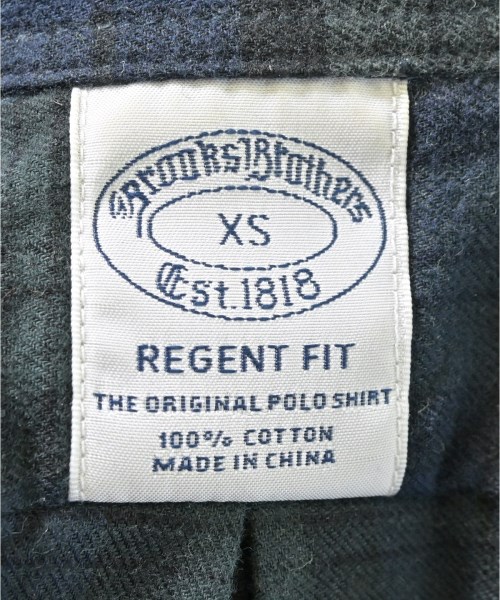 Brooks Brothers
XS
Est. 1818
REGENT FIT
THE ORIGINAL POLO SHIRT
100% COTTON
MADE IN CHINA